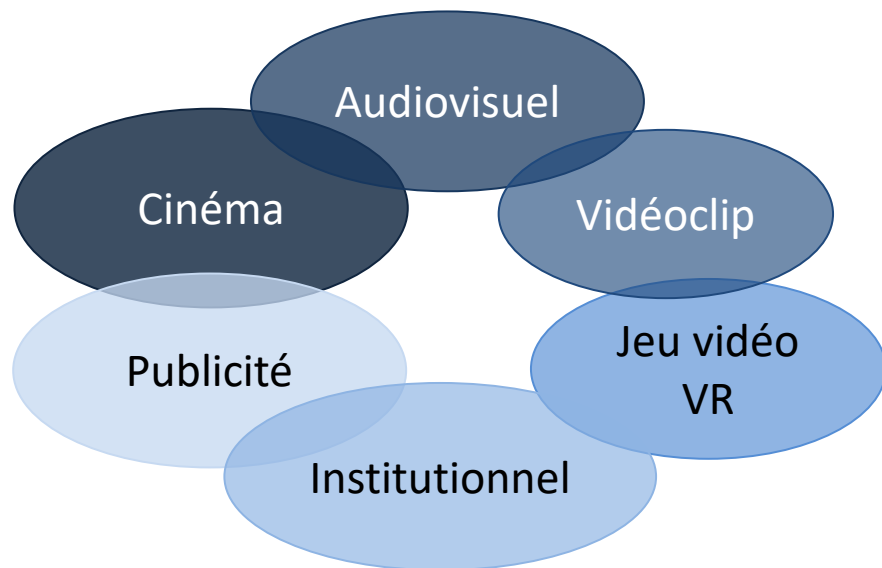 Audiovisuel
Cinéma
Vidéoclip
Publicité
Jeu vidéo
VR
Institutionnel